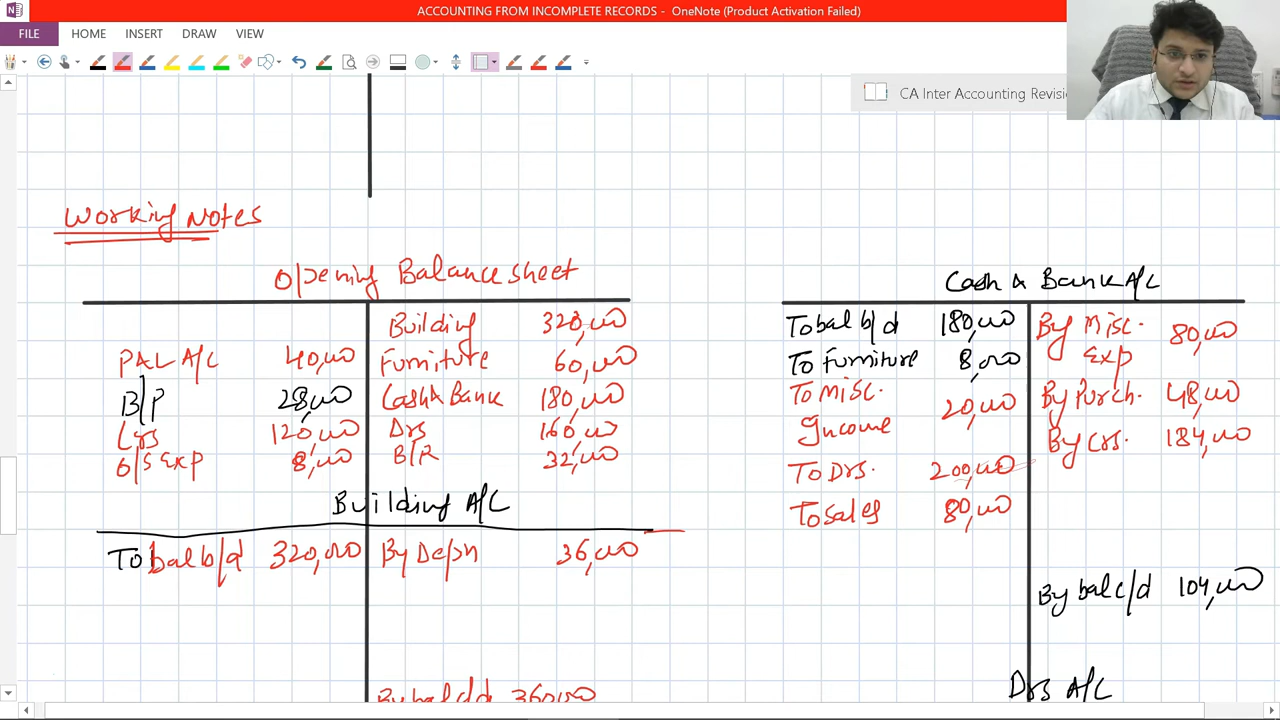 ACCOUNTING FROM INCOMPLETE RECORDS - OneNote (Product Activation Failed)
FILE HOME INSERT DRAW VIEW
CA Inter Accounting Revisi
Working Notes
Opening Balance sheet
Building 320,000
P&L A/C 40,000 Furniture 60,000
B/P 28,000 Cash & Bank 180,000
Crs 120,000 Drs 160,000
O/S Exp 8,000 B/R 32,000
Building A/C
To bal b/d 320,000 By Depn 36,000
By bal c/d 360,000
Cash & Bank A/C
To bal b/d 180,000 By Misc. Exp 80,000
To Furniture 8,000
To Misc. Income 20,000 By Purch. 48,000
By Crs. 184,000
To Drs. 200,000
To sales 80,000
By bal c/d 104,000
Drs A/C